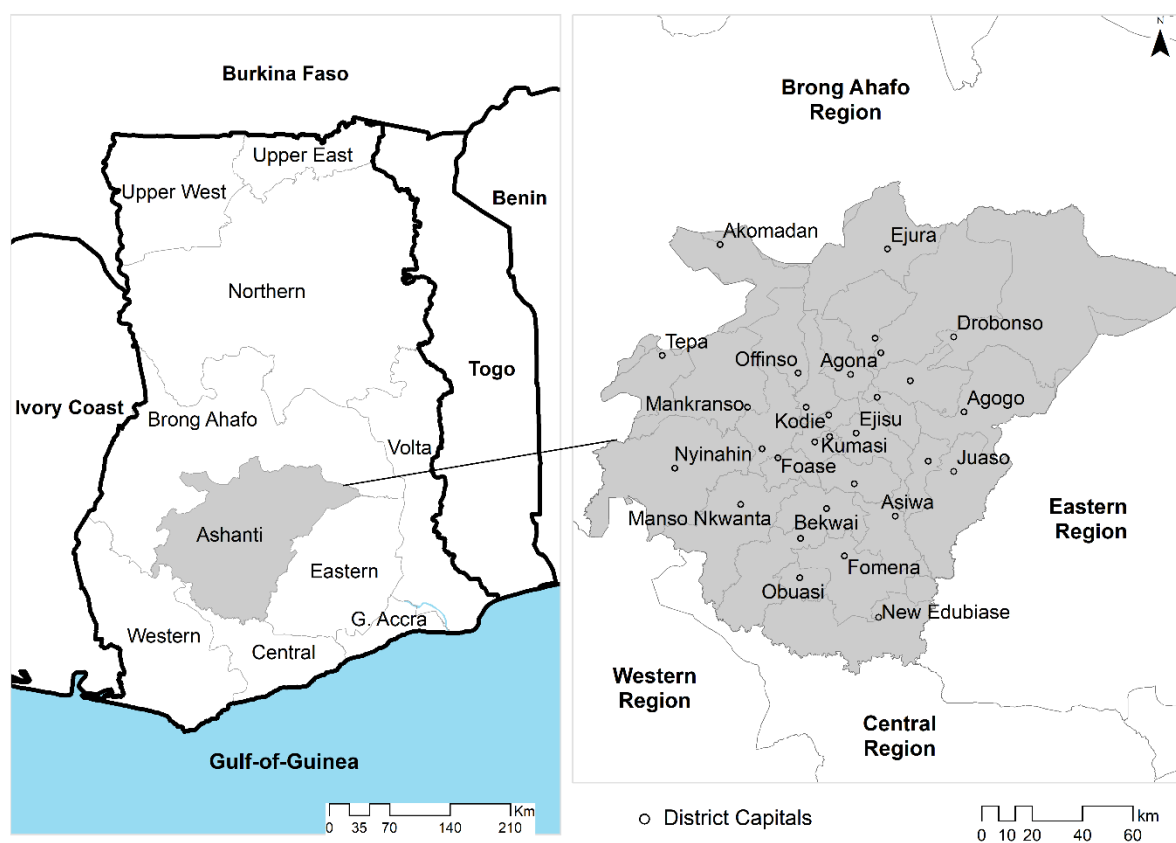 Burkina Faso
Upper East
Upper West
Benin
Northern
Togo
Ivory Coast
Brong Ahafo
Volta
Ashanti
Eastern
G. Accra
Western
Central
Gulf-of-Guinea
Km
0 35 70 140 210
N
Brong Ahafo
Region
Akomadan
Ejura
Drobonso
Tepa
Offinso
Agona
Mankranso
Agogo
Kodie
Ejisu
Kumasi
Nyinahin
Foase
Juaso
Manso Nkwanta
Bekwai
Asiwa
Eastern
Region
Fomena
Obuasi
New Edubiase
Western
Region
Central
Region
District Capitals
km
0 10 20 40 60